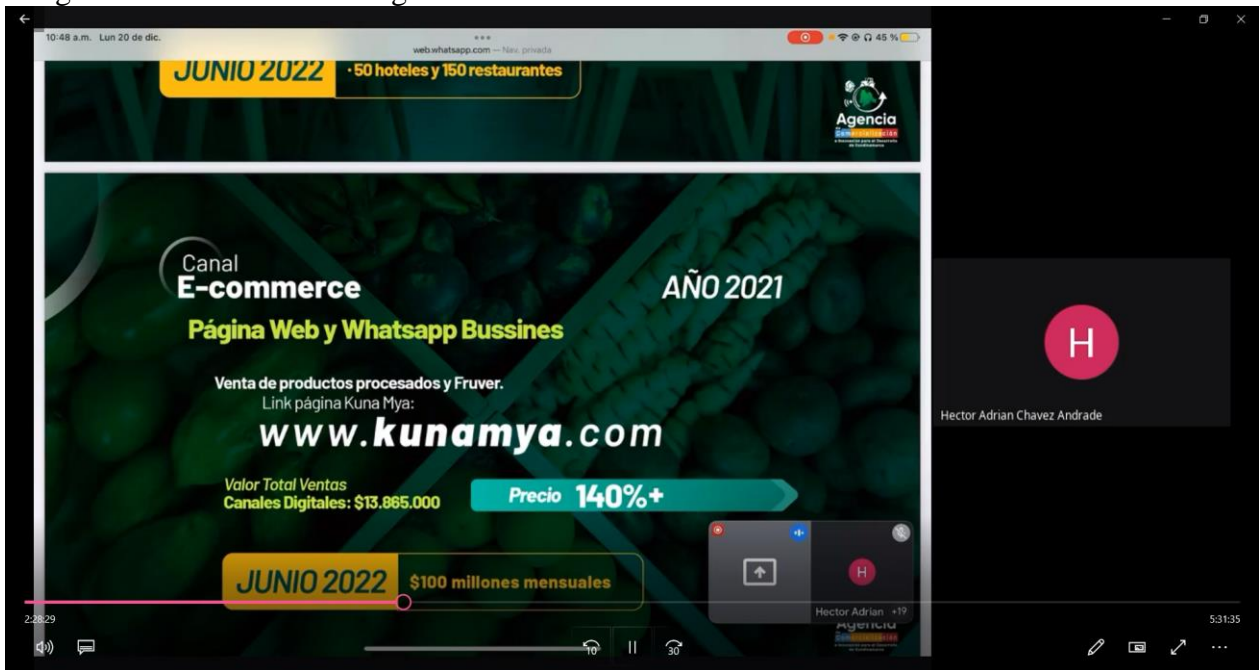 10:48 a.m. Lun 20 de dic.
45 %
web.whatsapp.com — Nav. privada
JUNIO 2022
· 50 hoteles y 150 restaurantes
Agencia
Comercialización
Canal
E-commerce
AÑO 2021
Página Web y Whatsapp Bussines
Venta de productos procesados y Fruver.
Link página Kuna Mya:
www.kunamya.com
Valor Total Ventas
Canales Digitales: $13.865.000
Precio 140%+
JUNIO 2022
$100 millones mensuales
H
Hector Adrian +19
Agencia
H
Hector Adrian Chavez Andrade
2:28:29
5:31:35
10
30